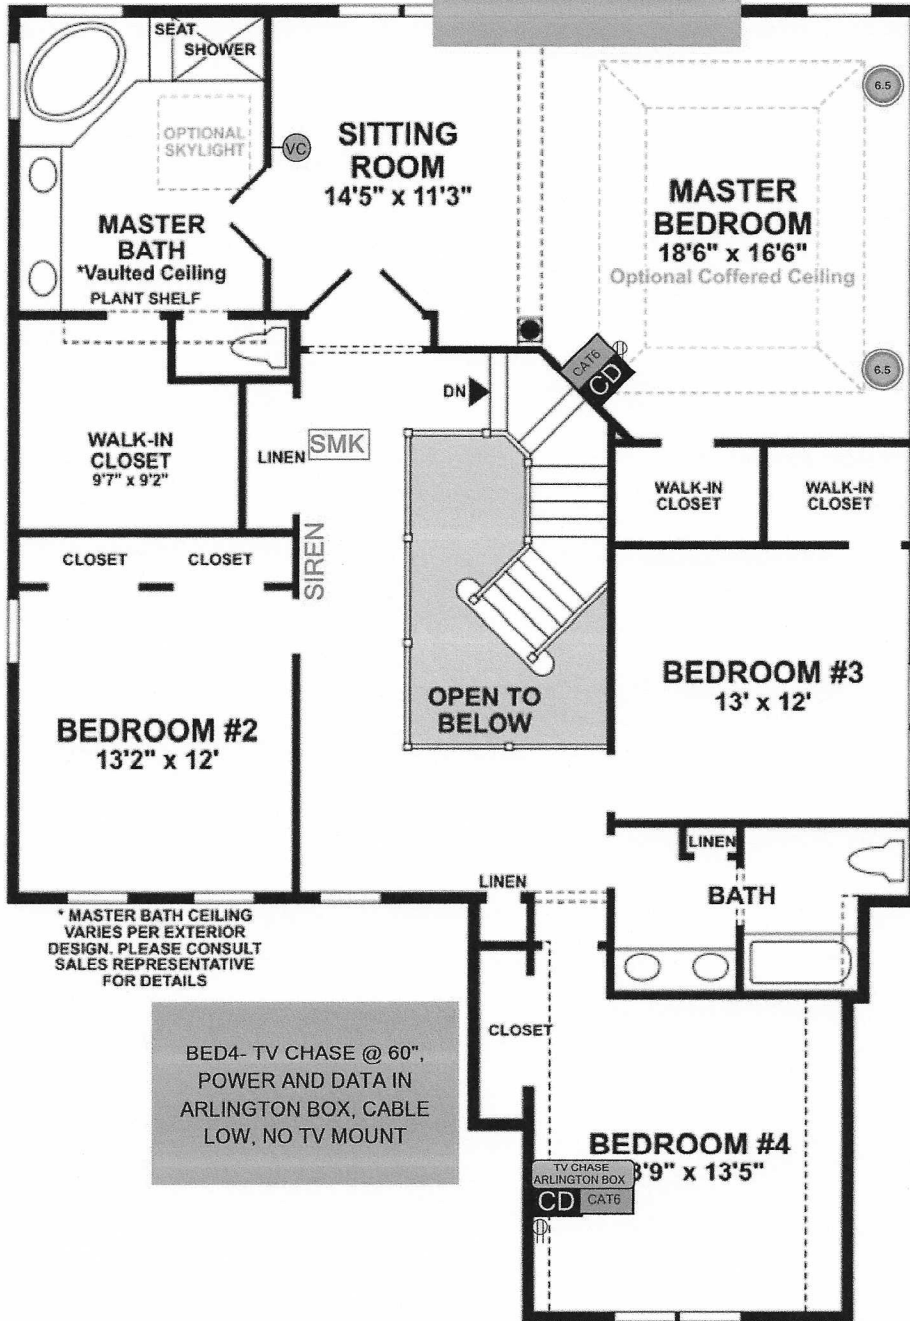 SEAT
SHOWER
OPTIONAL
SKYLIGHT
VC
SITTING
ROOM
14'5" x 11'3"
6.5
MASTER
BEDROOM
18'6" x 16'6"
Optional Coffered Ceiling
MASTER
BATH
*Vaulted Ceiling
PLANT SHELF
CAT6
CD
6.5
DN
WALK-IN
CLOSET
9'7" x 9'2"
LINEN
SMK
WALK-IN
CLOSET
WALK-IN
CLOSET
CLOSET
CLOSET
SIREN
BEDROOM #2
13'2" x 12'
OPEN TO
BELOW
BEDROOM #3
13' x 12'
LINEN
LINEN
BATH
* MASTER BATH CEILING
VARIES PER EXTERIOR
DESIGN. PLEASE CONSULT
SALES REPRESENTATIVE
FOR DETAILS
BED4- TV CHASE @ 60",
POWER AND DATA IN
ARLINGTON BOX, CABLE
LOW, NO TV MOUNT
CLOSET
BEDROOM #4
TV CHASE
ARLINGTON BOX
CD
CAT6
x 13'5"